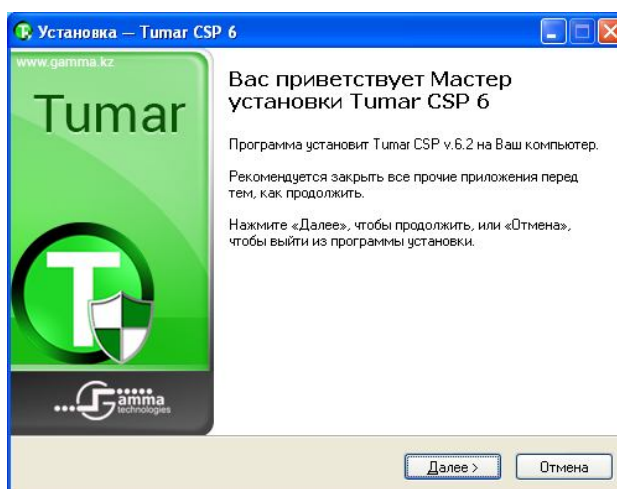 Установка — Tumar CSP 6
www.gamma.kz
Tumar
Вас приветствует Мастер
установки Tumar CSP 6
Программа установит Tumar CSP v.6.2 на Ваш компьютер.
Рекомендуется закрыть все прочие приложения перед
тем, как продолжить.
Нажмите «Далее», чтобы продолжить, или «Отмена»,
чтобы выйти из программы установки.
T
Gamma
technologies
Далее >
Отмена